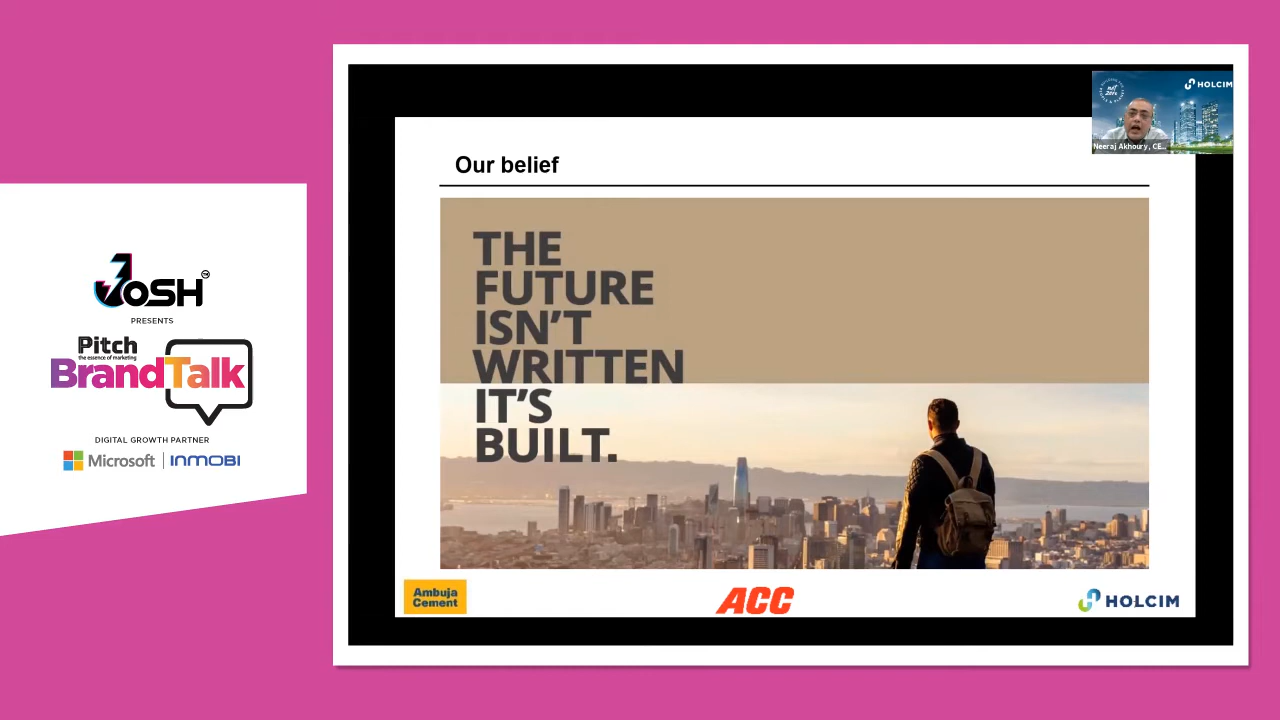 JOSH
PRESENTS
Pitch
the essence of marketing
BrandTalk
DIGITAL GROWTH PARTNER
Microsoft | INMOBI
HOLCIM
Neeraj Akhoury, CE...
Our belief
THE
FUTURE
ISN'T
WRITTEN
IT'S
BUILT.
Ambuja
Cement
ACC
HOLCIM